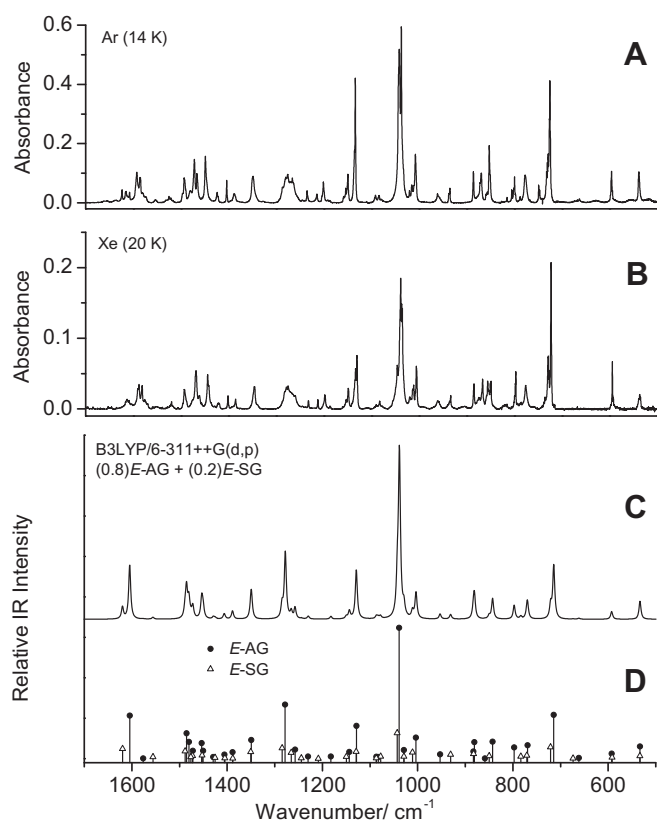 Ar (14 K)
A
0.6
0.4
0.2
0.0
Absorbance
Xe (20 K)
B
0.2
0.1
0.0
Absorbance
B3LYP/6-311++G(d,p)
(0.8)E-AG + (0.2)E-SG
C
Relative IR Intensity
E-AG
E-SG
D
1600 1400 1200 1000 800 600
Wavenumber/ cm-1